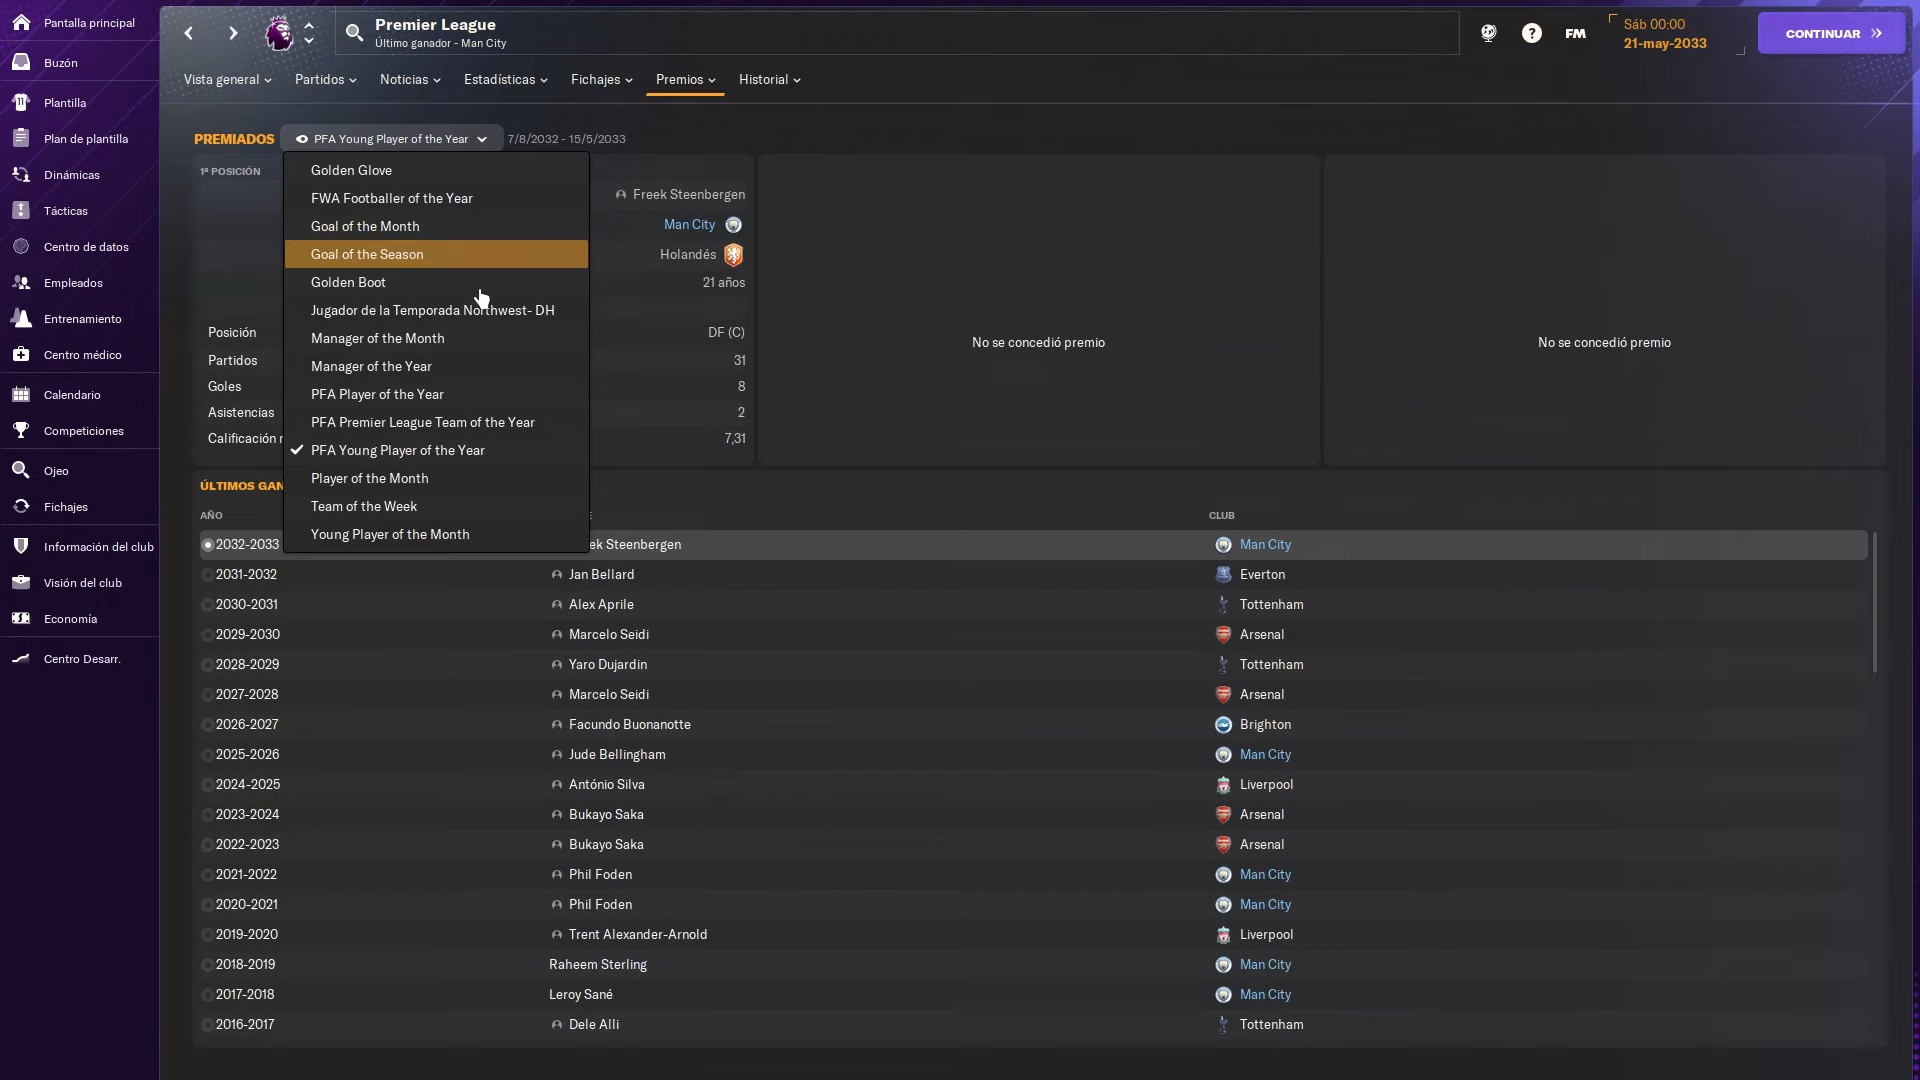 Pantalla principal
Buzón
Plantilla
Plan de plantilla
Dinámicas
Tácticas
Centro de datos
Empleados
Entrenamiento
Centro médico
Calendario
Competiciones
Ojeo
Fichajes
Información del club
Visión del club
Economía
Centro Desarr.
Premier League
Último ganador - Man City
FM
Sáb 00:00
21-may-2033
CONTINUAR
Vista general Partidos Noticias Estadísticas Fichajes Premios Historial
PREMIADOS PFA Young Player of the Year 7/8/2032 - 15/5/2033
1ª POSICIÓN
Golden Glove
FWA Footballer of the Year
Goal of the Month
Goal of the Season
Golden Boot
Jugador de la Temporada Northwest- DH
Manager of the Month
Manager of the Year
PFA Player of the Year
PFA Premier League Team of the Year
PFA Young Player of the Year
Player of the Month
Team of the Week
Young Player of the Month
Freek Steenbergen
Man City
Holandés
21 años
Posición DF (C)
Partidos 31
Goles 8
Asistencias 2
Calificación 7,31
No se concedió premio
No se concedió premio
ÚLTIMOS GAN
AÑO CLUB
2032-2033 ek Steenbergen Man City
2031-2032 Jan Bellard Everton
2030-2031 Alex Aprile Tottenham
2029-2030 Marcelo Seidi Arsenal
2028-2029 Yaro Dujardin Tottenham
2027-2028 Marcelo Seidi Arsenal
2026-2027 Facundo Buonanotte Brighton
2025-2026 Jude Bellingham Man City
2024-2025 António Silva Liverpool
2023-2024 Bukayo Saka Arsenal
2022-2023 Bukayo Saka Arsenal
2021-2022 Phil Foden Man City
2020-2021 Phil Foden Man City
2019-2020 Trent Alexander-Arnold Liverpool
2018-2019 Raheem Sterling Man City
2017-2018 Leroy Sané Man City
2016-2017 Dele Alli Tottenham